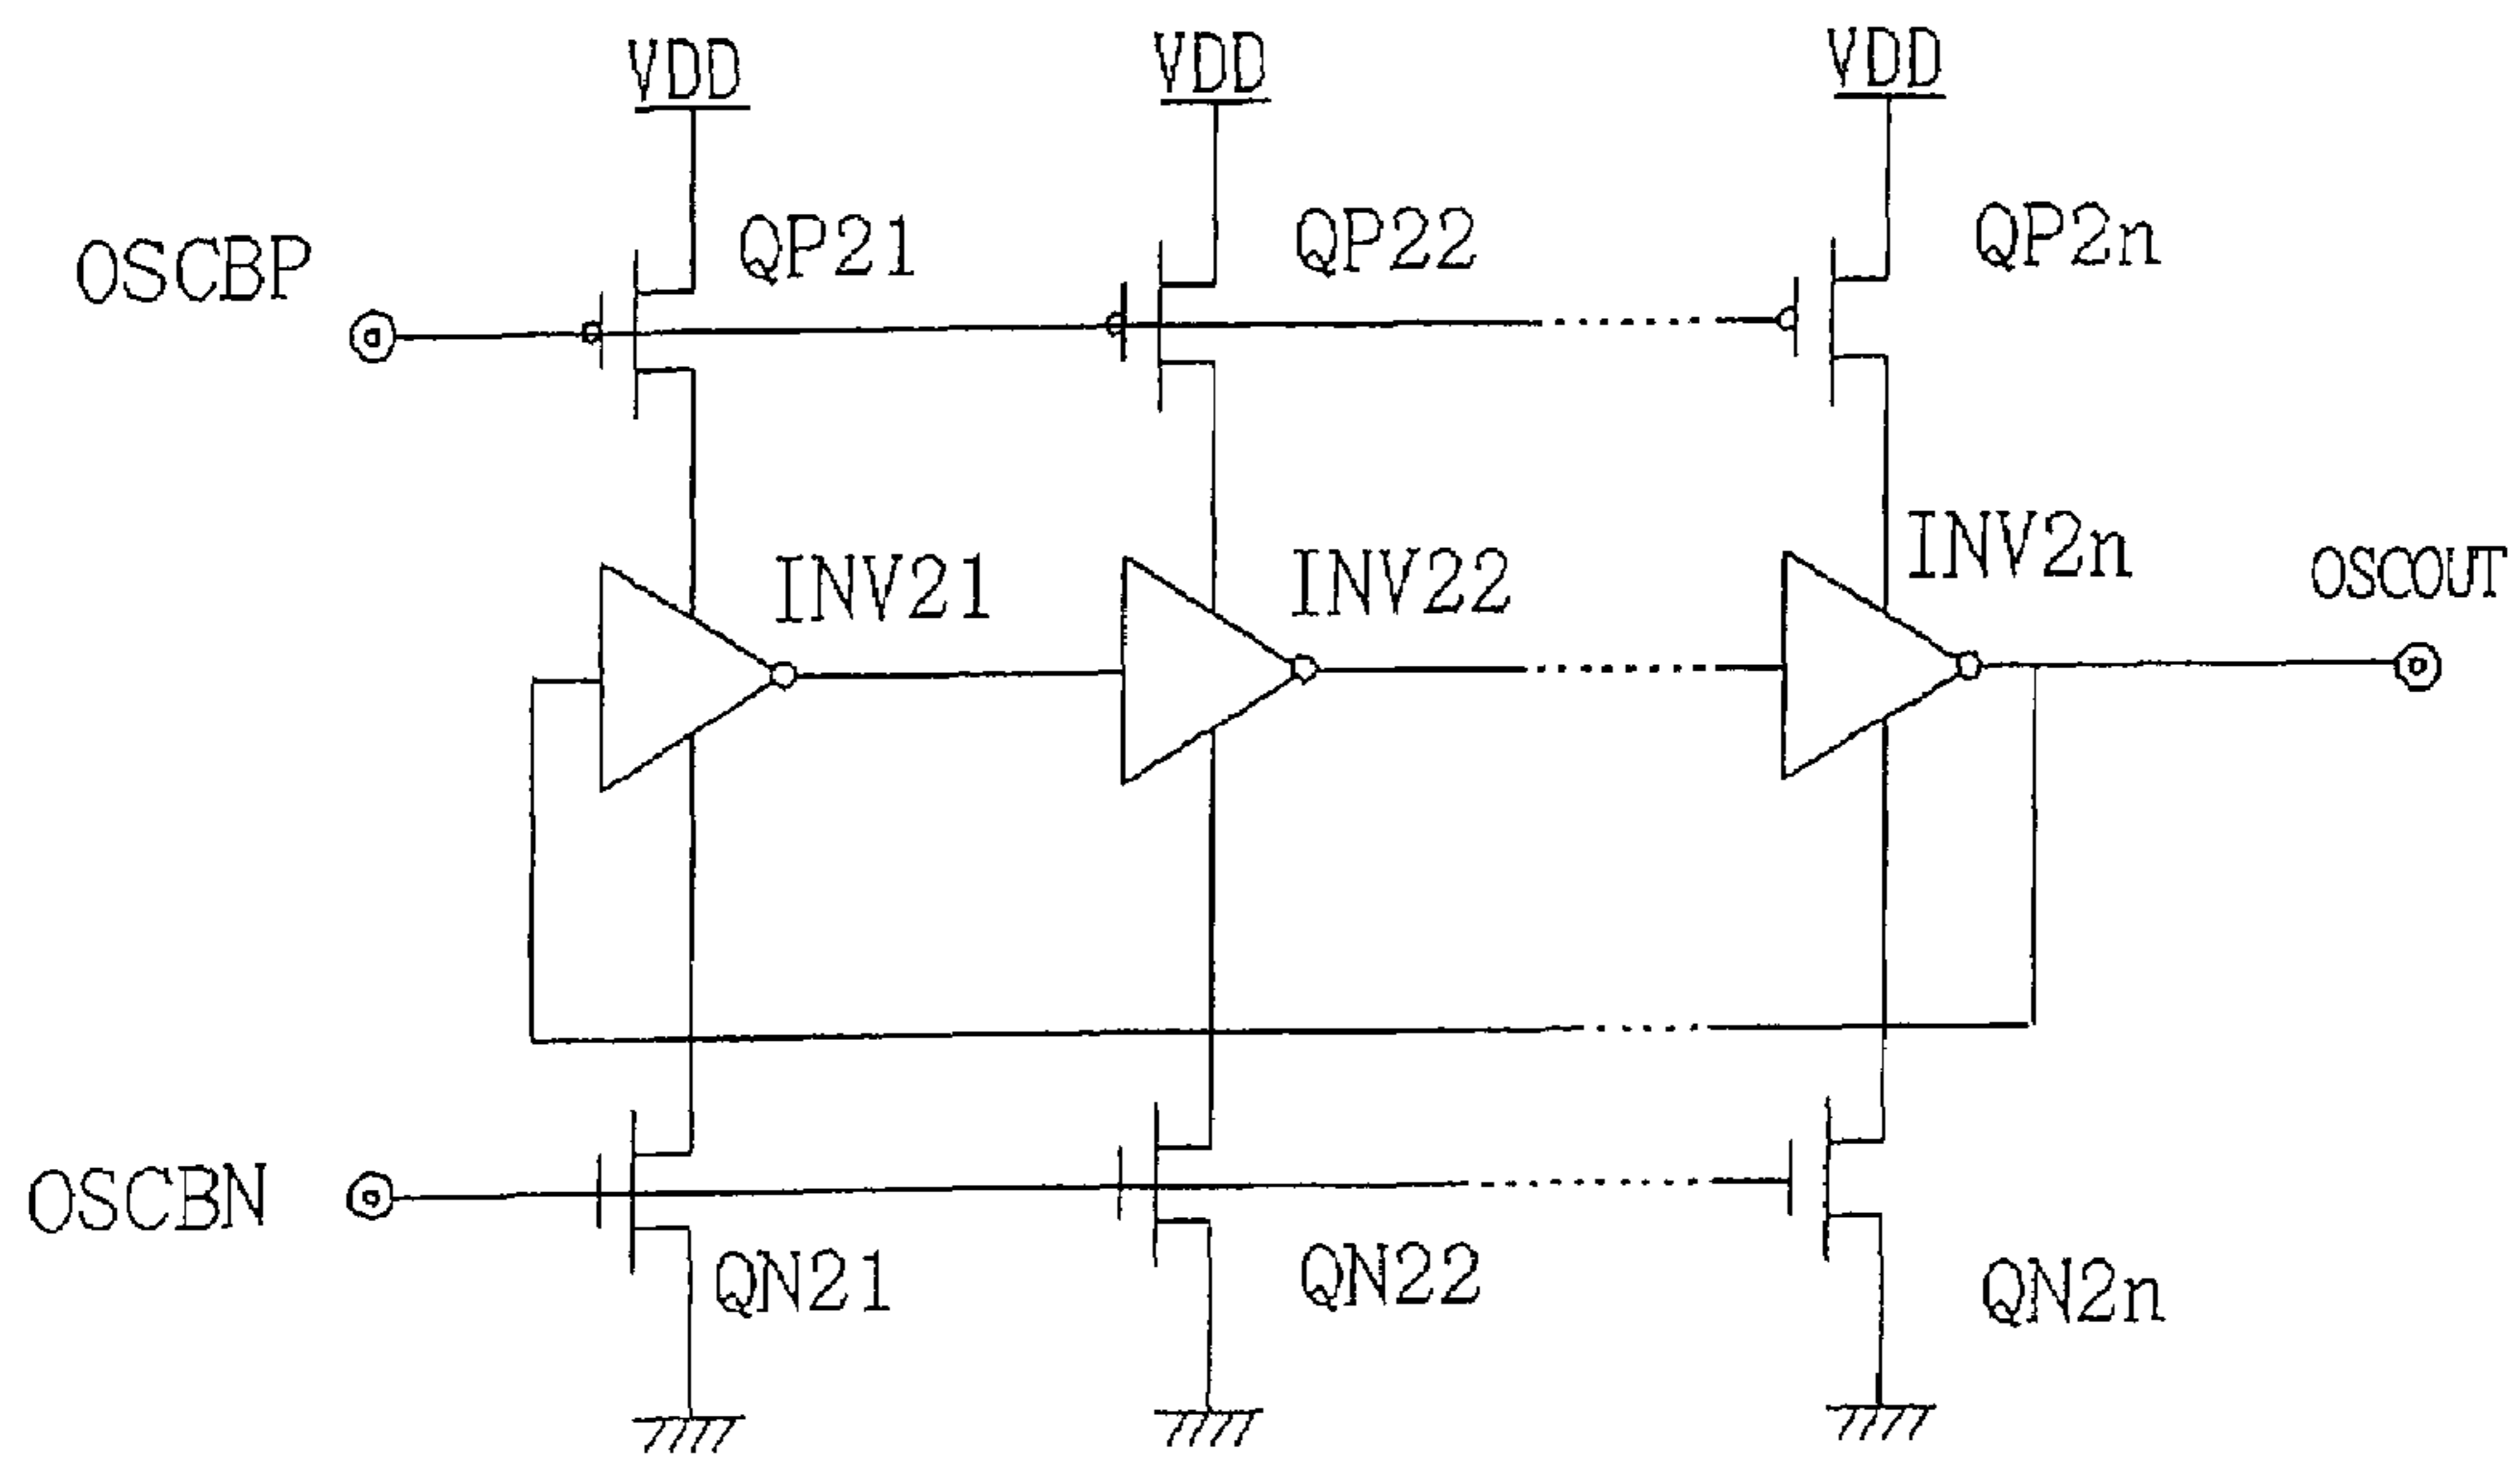 VDD VDD VDD
OSCBP QP21 QP22 QP2n
INV21 INV22 INV2n OSCOUT
OSCBN QN21 QN22 QN2n